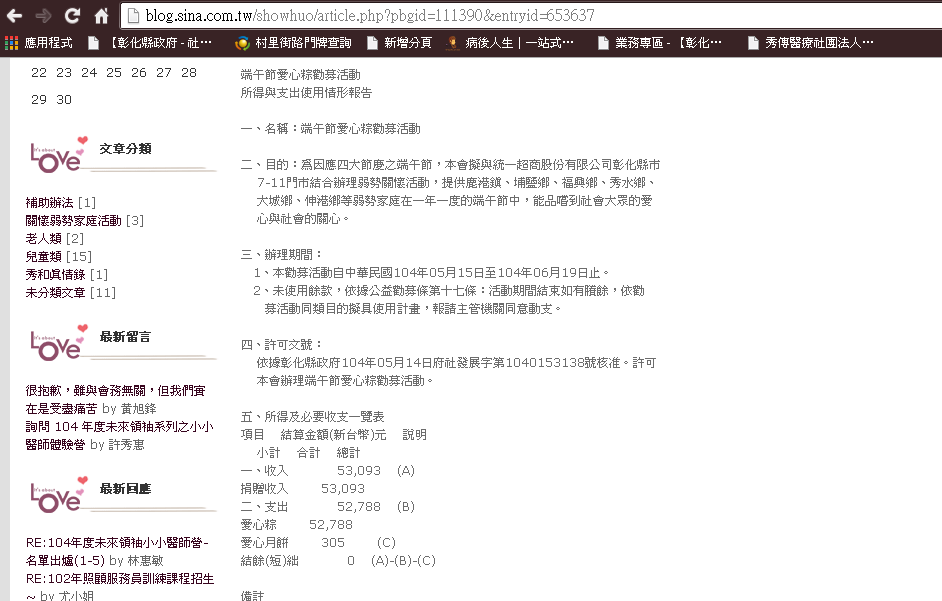 blog.sina.com.tw/showhuo/article.php?pbgid=111390&entryid=653637
應用程式 【彰化縣政府 - 社… 村里街路門牌查詢 新增分頁 病後人生｜一站式… 業務專區 - 【彰化… 秀傳醫療社團法人…
22 23 24 25 26 27 28
29 30
It's about Love 文章分類
補助辦法 [1]
關懷弱勢家庭活動 [3]
老人類 [2]
兒童類 [15]
秀和真情錄 [1]
未分類文章 [11]
It's about Love 最新留言
很抱歉，雖與會務無關，但我們實
在是受盡痛苦 by 黃旭鋒
詢問 104 年度未來領袖系列之小小
醫師體驗營 by 許秀惠
It's about Love 最新回應
RE:104年度未來領袖小小醫師營-
名單出爐(1-5) by 林惠敏
RE:102年照顧服務員訓練課程招生
~ by 尤小姐
端午節愛心粽勸募活動
所得與支出使用情形報告
一、名稱：端午節愛心粽勸募活動
二、目的：為因應四大節慶之端午節，本會擬與統一超商股份有限公司彰化縣市
7-11門市結合辦理弱勢關懷活動，提供鹿港鎮、埔鹽鄉、福興鄉、秀水鄉、
大城鄉、伸港鄉等弱勢家庭在一年一度的端午節中，能品嚐到社會大眾的愛
心與社會的關心。
三、辦理期間：
1、本勸募活動自中華民國104年05月15日至104年06月19日止。
2、未使用餘款，依據公益勸募條第十七條：活動期間結束如有賸餘，依勸
募活動同類目的擬具使用計畫，報請主管機關同意動支。
四、許可文號：
依據彰化縣政府104年05月14日府社發展字第1040153138號核准。許可
本會辦理端午節愛心粽勸募活動。
五、所得及必要收支一覽表
項目 結算金額(新台幣)元 說明
小計 合計 總計
一、收入 53,093 (A)
捐贈收入 53,093
二、支出 52,788 (B)
愛心粽 52,788
愛心月餅 305 (C)
結餘(短)絀 0 (A)-(B)-(C)
備註